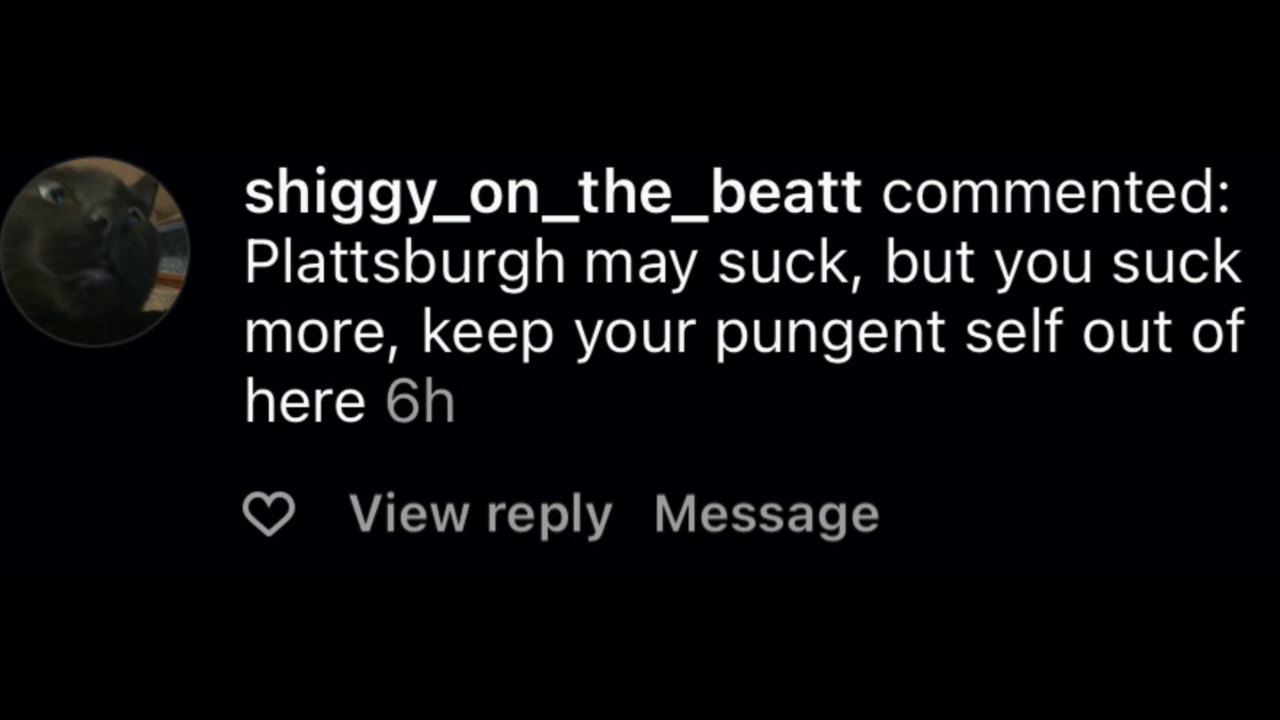 shiggy_on_the_beatt commented:
Plattsburgh may suck, but you suck
more, keep your pungent self out of
here 6h
View reply Message